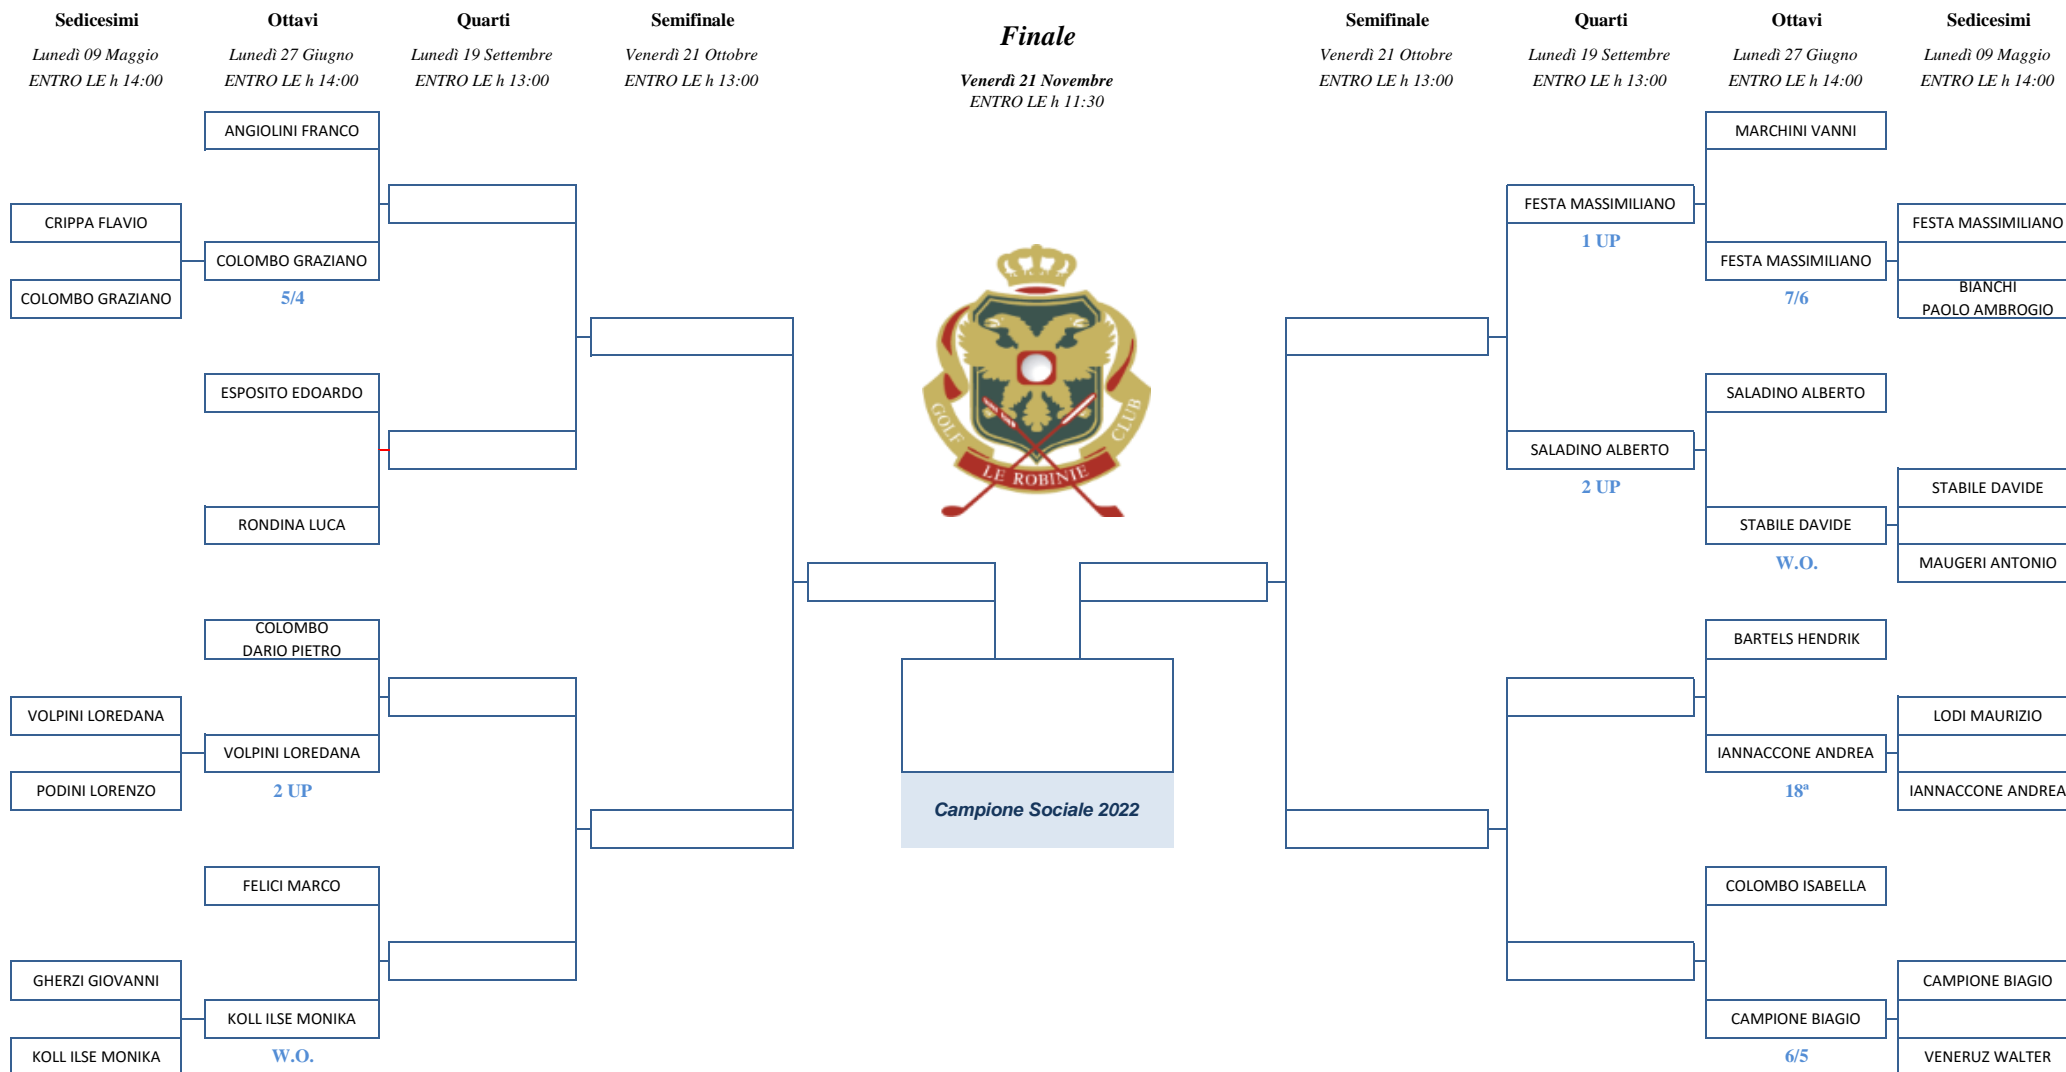 Sedicesimi
Ottavi
Quarti
Semifinale
Finale
Semifinale
Quarti
Ottavi
Sedicesimi
Lunedì 09 Maggio
Lunedì 27 Giugno
Lunedì 19 Settembre
Venerdì 21 Ottobre
Venerdì 21 Novembre
Venerdì 21 Ottobre
Lunedì 19 Settembre
Lunedì 27 Giugno
Lunedì 09 Maggio
ENTRO LE h 14:00
ENTRO LE h 14:00
ENTRO LE h 13:00
ENTRO LE h 13:00
ENTRO LE h 11:30
ENTRO LE h 13:00
ENTRO LE h 13:00
ENTRO LE h 14:00
ENTRO LE h 14:00
ANGIOLINI FRANCO
MARCHINI VANNI
CRIPPA FLAVIO
FESTA MASSIMILIANO
FESTA MASSIMILIANO
1 UP
COLOMBO GRAZIANO
FESTA MASSIMILIANO
COLOMBO GRAZIANO
5/4
7/6
BIANCHI
PAOLO AMBROGIO
ESPOSITO EDOARDO
SALADINO ALBERTO
GOLF
CLUB
LE ROBINIE
SALADINO ALBERTO
2 UP
STABILE DAVIDE
RONDINA LUCA
STABILE DAVIDE
W.O.
MAUGERI ANTONIO
COLOMBO
DARIO PIETRO
BARTELS HENDRIK
VOLPINI LOREDANA
LODI MAURIZIO
VOLPINI LOREDANA
IANNACCONE ANDREA
PODINI LORENZO
2 UP
18ª
IANNACCONE ANDREA
Campione Sociale 2022
FELICI MARCO
COLOMBO ISABELLA
GHERZI GIOVANNI
CAMPIONE BIAGIO
KOLL ILSE MONIKA
CAMPIONE BIAGIO
KOLL ILSE MONIKA
W.O.
6/5
VENERUZ WALTER